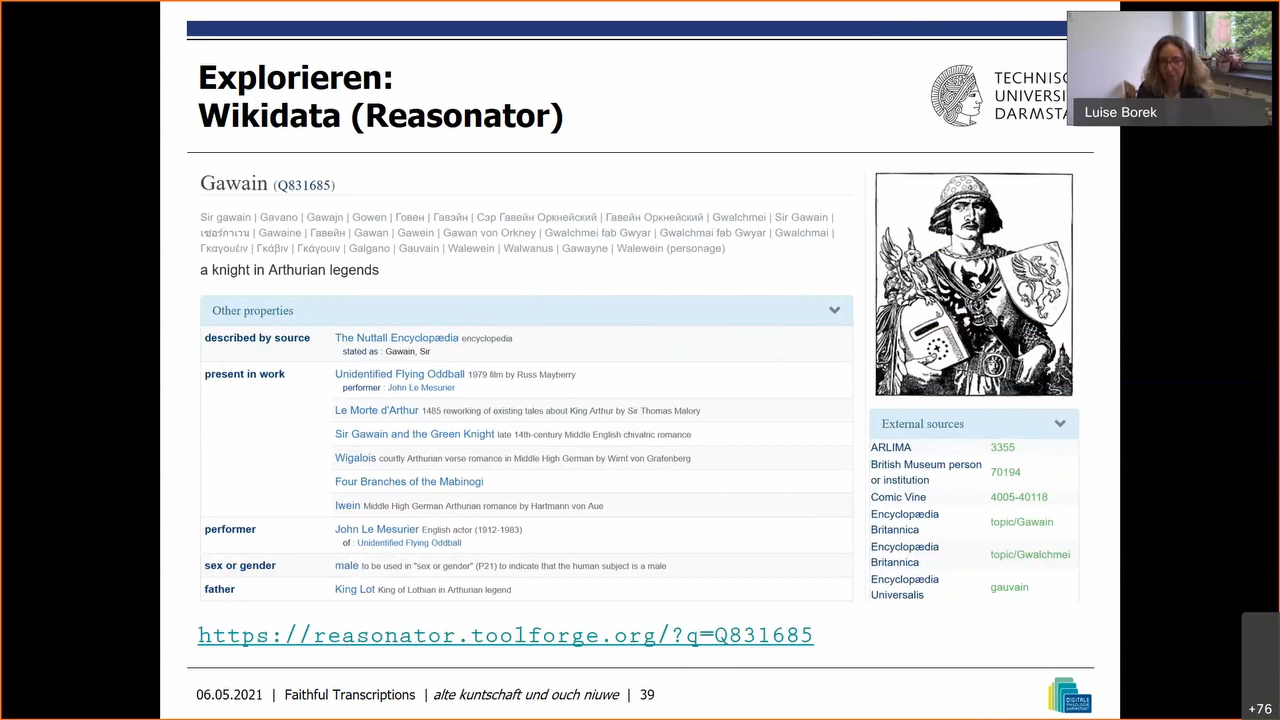 Explorieren:
Wikidata (Reasonator)
TECHNISC
UNIVERSI
DARMSTA
Luise Borek
Gawain (Q831685)
Sir gawain | Gavano | Gawajn | Gowen | Говен | Гавэйн | Сэр Гавейн Оркнейский | Гавейн Оркнейский | Gwalchmei | Sir Gawain |
เซอร์กาเวน | Gawaine | Гавейн | Gawan | Gawein | Gawan von Orkney | Gwalchmei fab Gwyar | Gwalchmai fab Gwyar | Gwalchmai |
Γκαγουέιν | Γκάβιν | Γκάγουν | Galgano | Gauvain | Walewein | Walwanus | Gawayne | Walewein (personage)
a knight in Arthurian legends
Other properties
described by source The Nuttall Encyclopædia encyclopedia
stated as : Gawain, Sir
present in work Unidentified Flying Oddball 1979 film by Russ Mayberry
performer : John Le Mesurier
Le Morte d'Arthur 1485 reworking of existing tales about King Arthur by Sir Thomas Malory
Sir Gawain and the Green Knight late 14th-century Middle English chivalric romance
Wigalois courtly Arthurian verse romance in Middle High German by Wirnt von Grafenberg
Four Branches of the Mabinogi
Iwein Middle High German Arthurian romance by Hartmann von Aue
performer John Le Mesurier English actor (1912-1983)
of : Unidentified Flying Oddball
sex or gender male to be used in "sex or gender" (P21) to indicate that the human subject is a male
father King Lot King of Lothian in Arthurian legend
External sources
ARLIMA 3355
British Museum person
or institution 70194
Comic Vine 4005-40118
Encyclopædia
Britannica topic/Gawain
Encyclopædia
Britannica topic/Gwalchmei
Encyclopædia
Universalis gauvain
https://reasonator.toolforge.org/?q=Q831685
06.05.2021 | Faithful Transcriptions | alte kuntschaft und ouch niuwe | 39
DIGITALE
PHILOLOGIE
DARMSTADT
+76